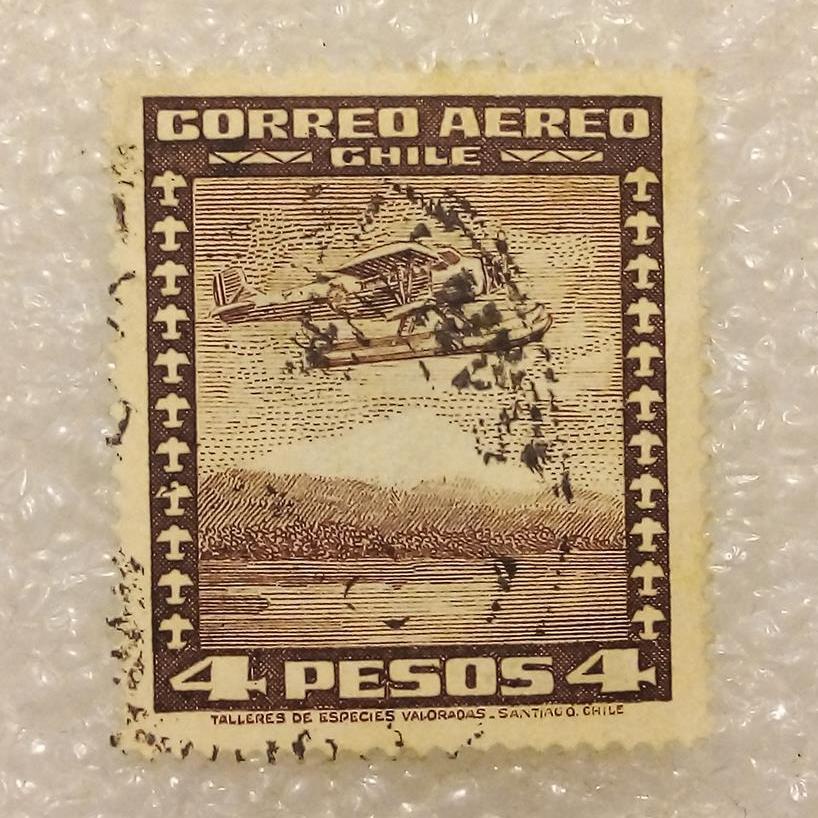 CORREO AEREO
CHILE
4 PESOS 4
TALLERES DE ESPECIES VALORADAS - SANTIAGO. CHILE